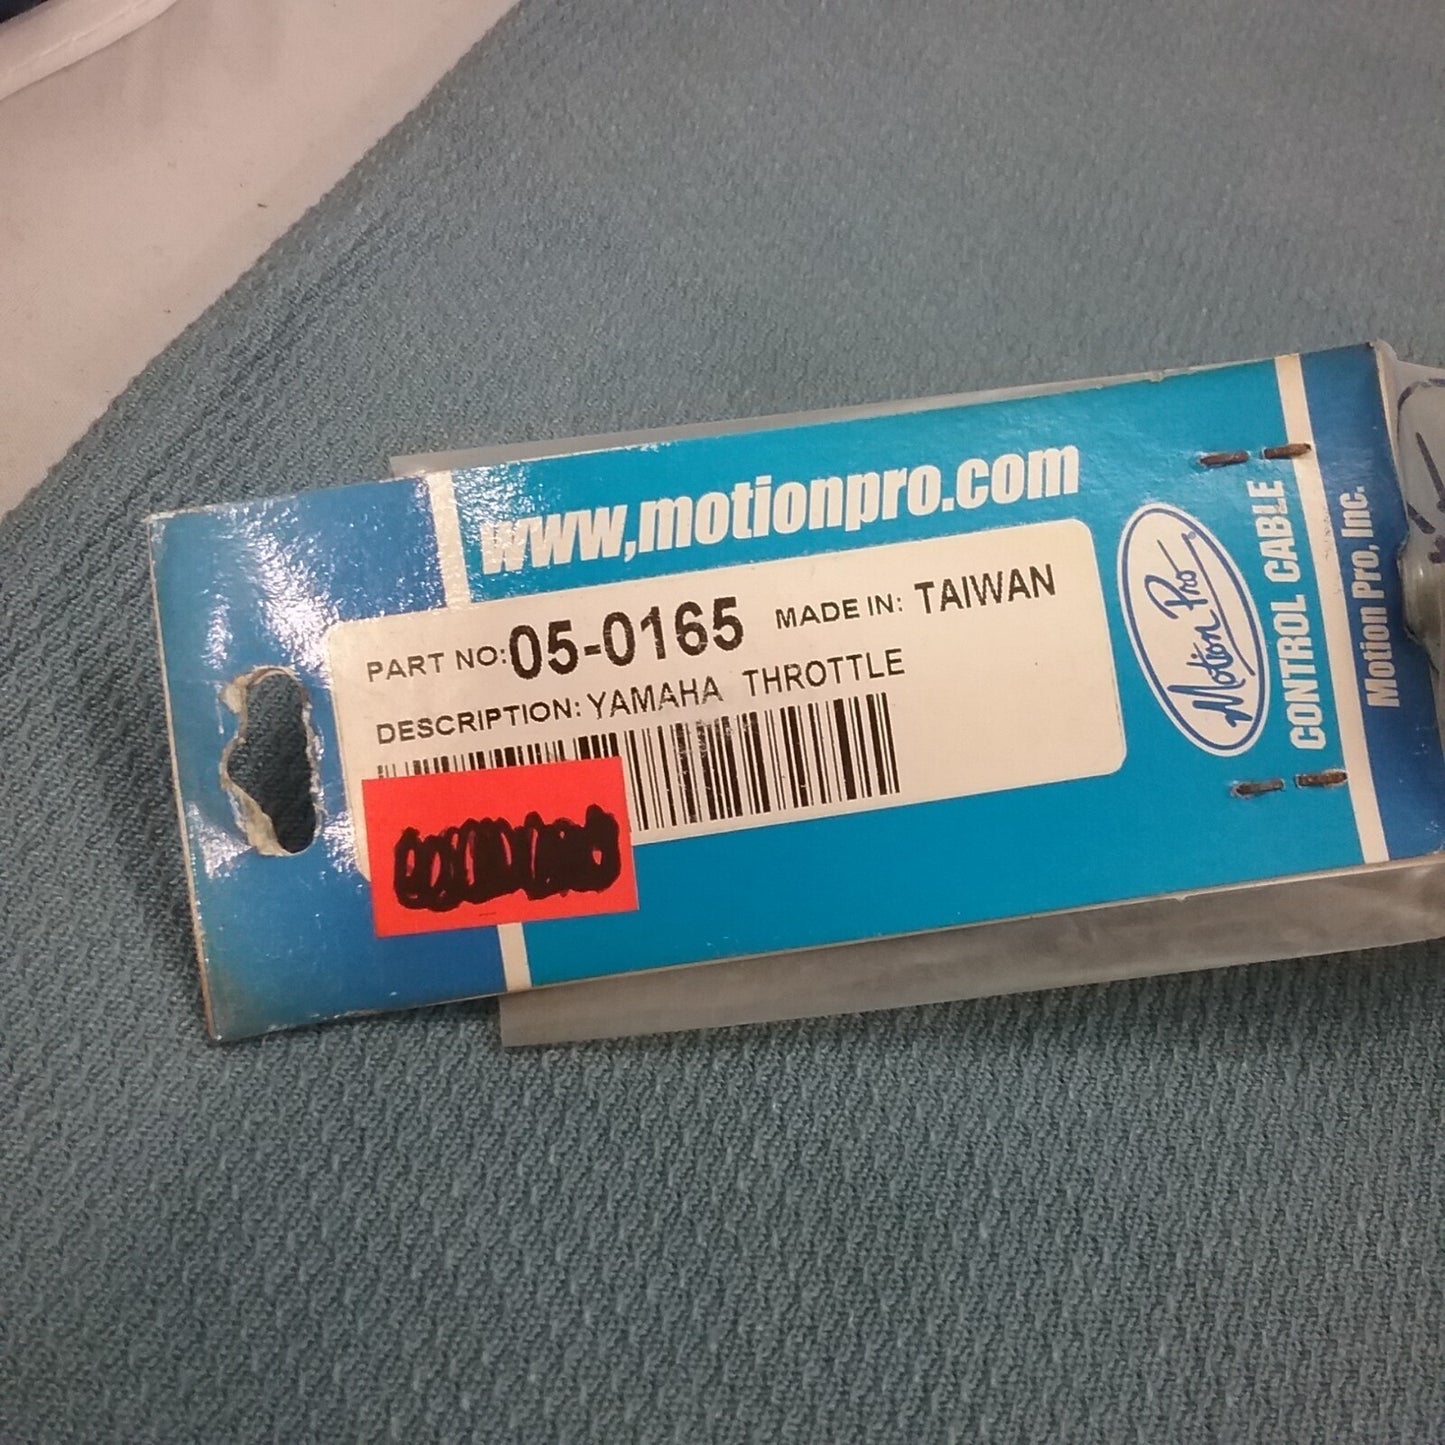 www.motionpro.com
PART NO: 05-0165 MADE IN: TAIWAN
DESCRIPTION: YAMAHA THROTTLE
Motion Pro
CONTROL CABLE
Motion Pro, Inc.